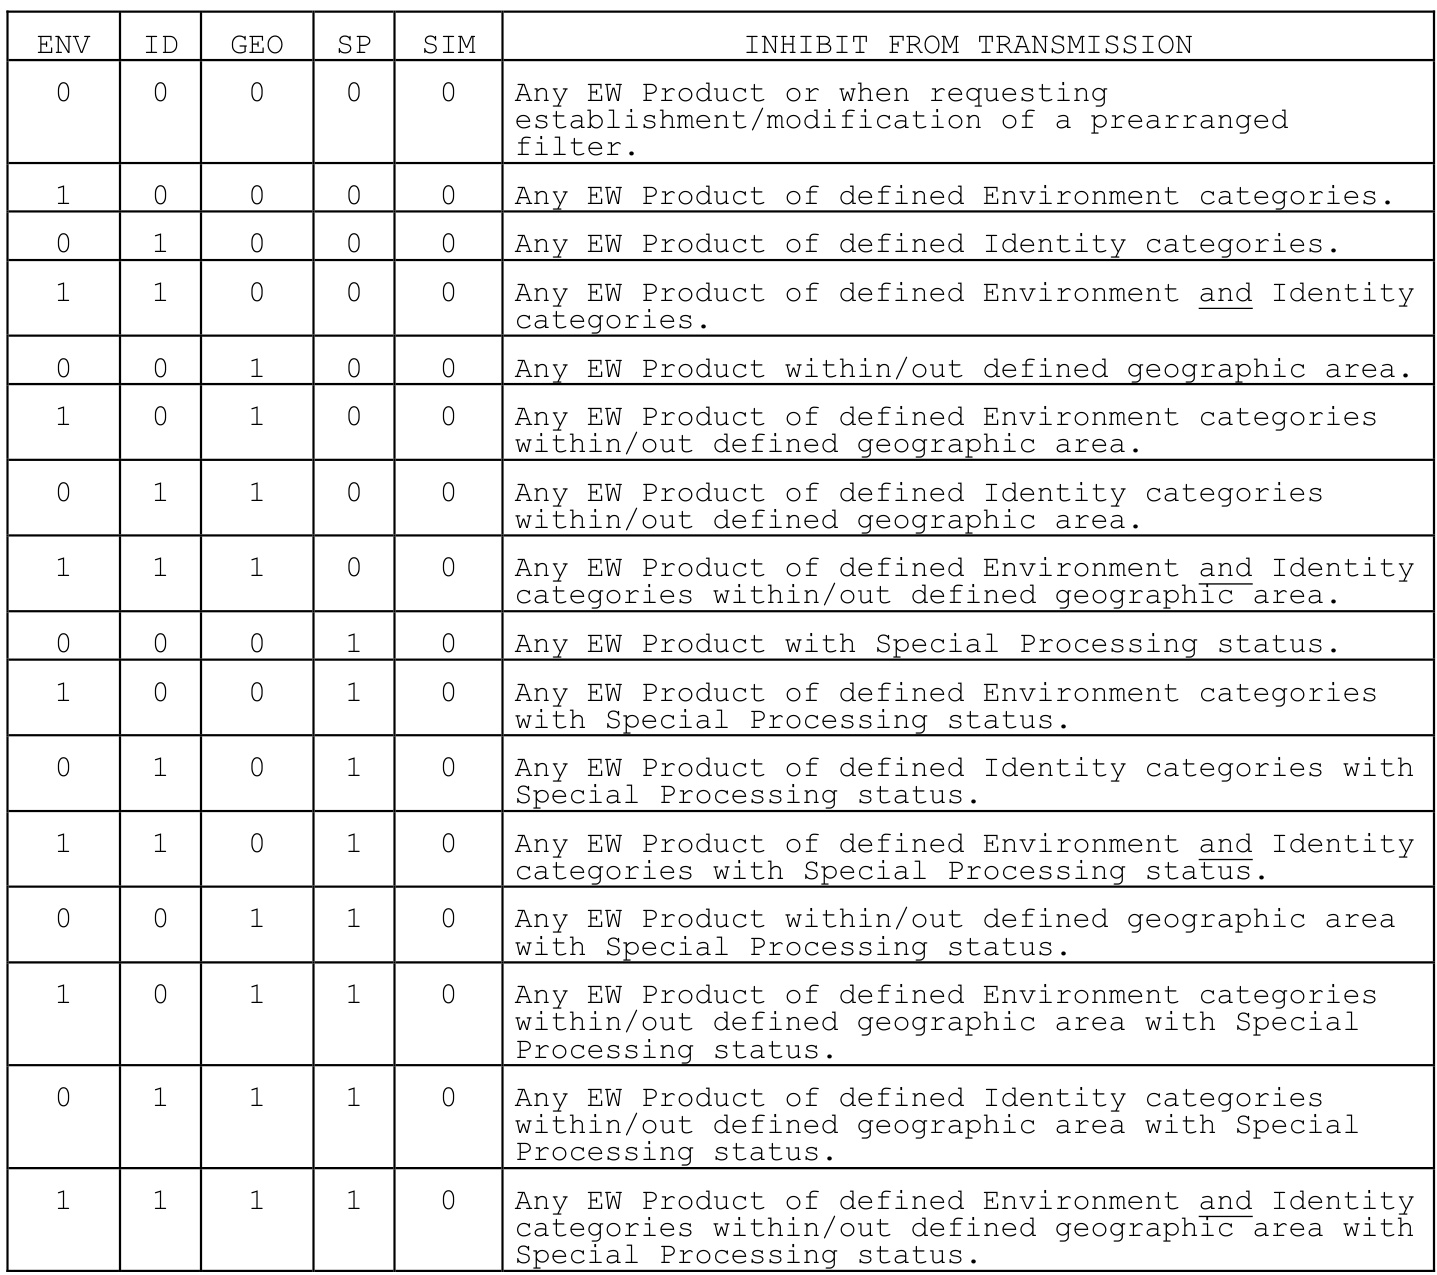 ENV ID GEO SP SIM INHIBIT FROM TRANSMISSION
0 0 0 0 0 Any EW Product or when requesting
establishment/modification of a prearranged
filter.
1 0 0 0 0 Any EW Product of defined Environment categories.
0 1 0 0 0 Any EW Product of defined Identity categories.
1 1 0 0 0 Any EW Product of defined Environment and Identity
categories.
0 0 1 0 0 Any EW Product within/out defined geographic area.
1 0 1 0 0 Any EW Product of defined Environment categories
within/out defined geographic area.
0 1 1 0 0 Any EW Product of defined Identity categories
within/out defined geographic area.
1 1 1 0 0 Any EW Product of defined Environment and Identity
categories within/out defined geographic area.
0 0 0 1 0 Any EW Product with Special Processing status.
1 0 0 1 0 Any EW Product of defined Environment categories
with Special Processing status.
0 1 0 1 0 Any EW Product of defined Identity categories with
Special Processing status.
1 1 0 1 0 Any EW Product of defined Environment and Identity
categories with Special Processing status.
0 0 1 1 0 Any EW Product within/out defined geographic area
with Special Processing status.
1 0 1 1 0 Any EW Product of defined Environment categories
within/out defined geographic area with Special
Processing status.
0 1 1 1 0 Any EW Product of defined Identity categories
within/out defined geographic area with Special
Processing status.
1 1 1 1 0 Any EW Product of defined Environment and Identity
categories within/out defined geographic area with
Special Processing status.